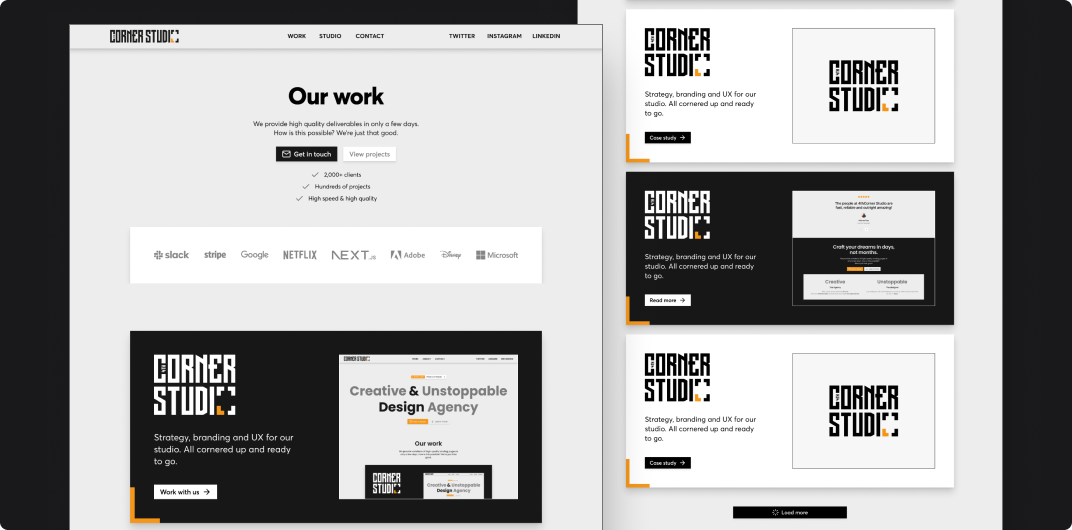 CORNER STUDIO
WORK STUDIO CONTACT TWITTER INSTAGRAM LINKEDIN
Our work
We provide high quality deliverables in only a few days.
How is this possible? We're just that good.
Get in touch View projects
2,000+ clients
Hundreds of projects
High speed & high quality
slack stripe Google NETFLIX NEXT.JS Adobe Disney Microsoft
CORNER
STUDIO
Strategy, branding and UX for our
studio. All cornered up and ready
to go.
Work with us
CORNER STUDIO
Creative & Unstoppable
Design Agency
Our work
CORNER
STUDIO
Creative & Unstoppable
Design Agency
CORNER
STUDIO
Strategy, branding and UX for our
studio. All cornered up and ready
to go.
Case study
CORNER
STUDIO
CORNER
STUDIO
Strategy, branding and UX for our
studio. All cornered up and ready
to go.
Read more
Craft your dreams in days,
not months.
Creative Unstoppable
CORNER
STUDIO
Strategy, branding and UX for our
studio. All cornered up and ready
to go.
Case study
CORNER
STUDIO
Load more